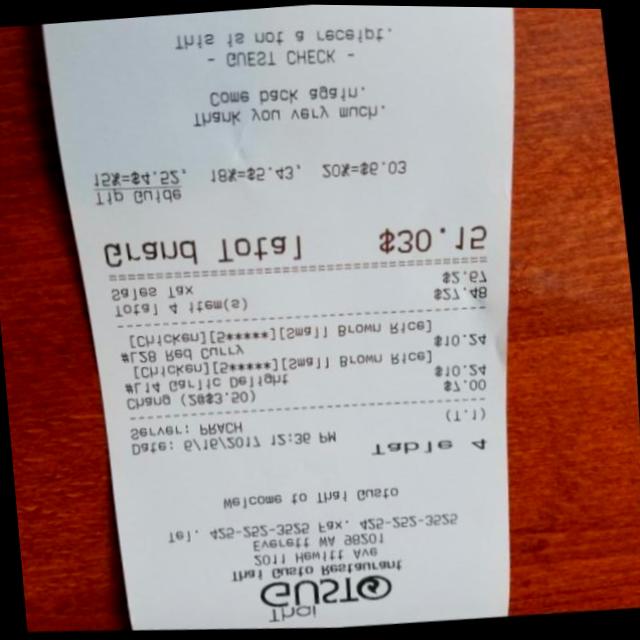 Thai
GUSTO
Thai Gusto Restaurant
2011 Hewitt Ave
Everett WA 98201
Tel. 425-252-3525 Fax. 425-252-3525
Welcome to Thai Gusto
Table 4
Date: 6/16/2017 12:36 PM
Server: PRACH (T.1)
Chang (2@$3.50) $7.00
#L14 Garlic Delight $10.24
[Chicken][5*****][Small Brown Rice]
#L28 Red Curry $10.24
[Chicken][5*****][Small Brown Rice]
Total 4 item(s) $27.48
Sales Tax $2.67
Grand Total $30.15
Tip Guide
15%=$4.52, 18%=$5.43, 20%=$6.03
Thank you very much.
Come back again.
- GUEST CHECK -
This is not a receipt.